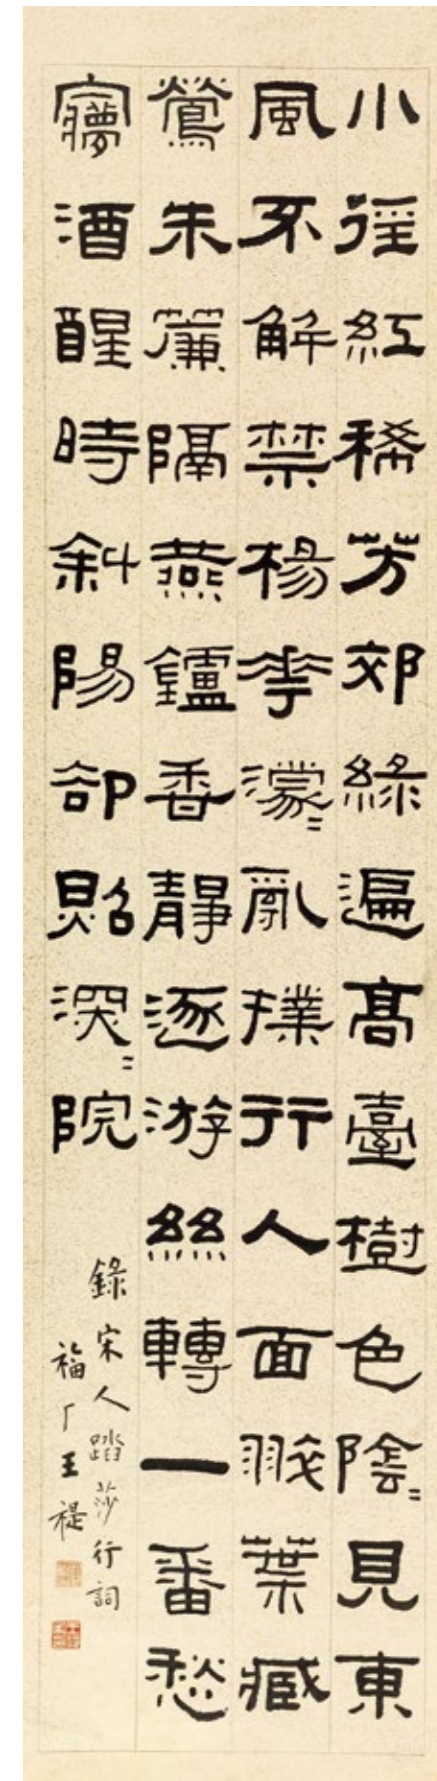 小徑紅稀芳郊綠遍高臺樹色陰〻見東
風不解禁楊花濛〻亂撲行人面翠葉藏
鶯朱簾隔燕鑪香靜逐游絲轉一番愁
㝱酒醒時斜陽卻照深〻院
錄宋人踏莎行詞
福厂王禔